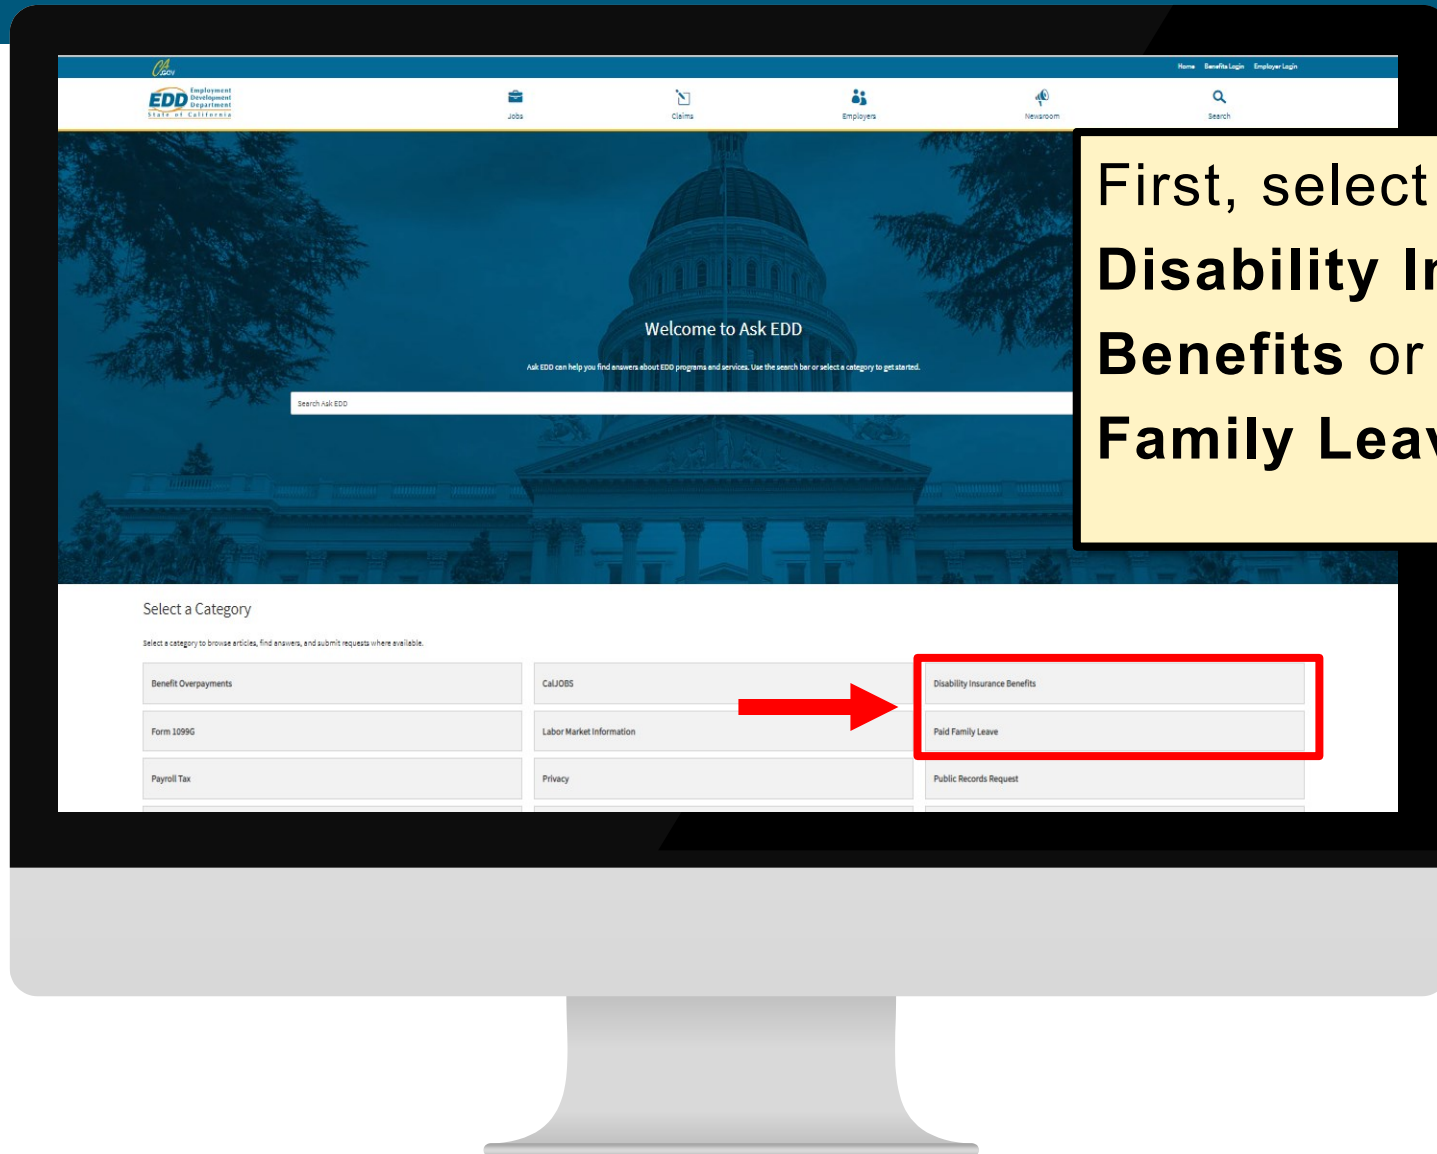 CA.GOV
Home Benefits Login Employer Login
EDD Employment Development Department
State of California
Jobs Claims Employers Newsroom Search
First, select
Disability In
Benefits or
Family Leav
Welcome to Ask EDD
Ask EDD can help you find answers about EDD programs and services. Use the search bar or select a category to get started.
Search Ask EDD
Select a Category
Select a category to browse articles, find answers, and submit requests where available.
Benefit Overpayments CalJOBS Disability Insurance Benefits
Form 1099G Labor Market Information Paid Family Leave
Payroll Tax Privacy Public Records Request